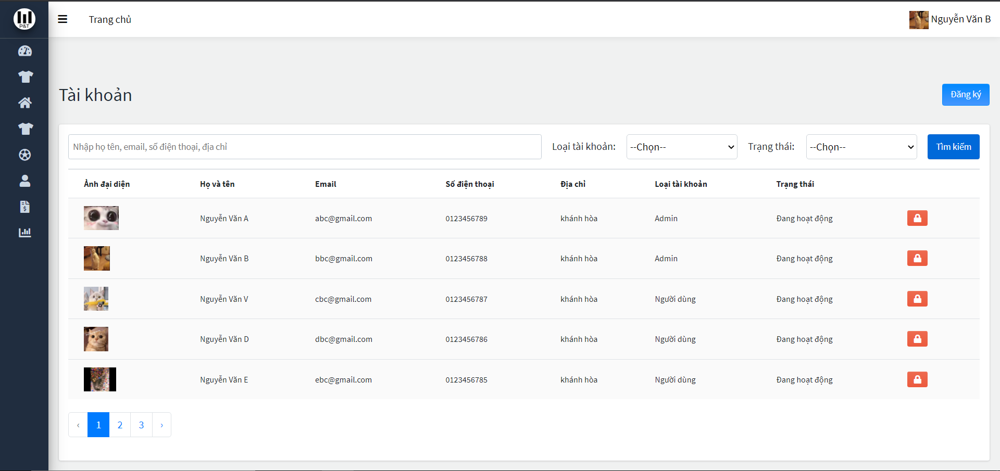 P&T
Trang chủ
Nguyễn Văn B
Tài khoản
Đăng ký
Nhập họ tên, email, số điện thoại, địa chỉ
Loại tài khoản:
--Chọn--
Trạng thái:
--Chọn--
Tìm kiếm
Ảnh đại diện Họ và tên Email Số điện thoại Địa chỉ Loại tài khoản Trạng thái
Nguyễn Văn A abc@gmail.com 0123456789 khánh hòa Admin Đang hoạt động
Nguyễn Văn B bbc@gmail.com 0123456788 khánh hòa Admin Đang hoạt động
Nguyễn Văn V cbc@gmail.com 0123456787 khánh hòa Người dùng Đang hoạt động
Nguyễn Văn D dbc@gmail.com 0123456786 khánh hòa Người dùng Đang hoạt động
Nguyễn Văn E ebc@gmail.com 0123456785 khánh hòa Người dùng Đang hoạt động
‹ 1 2 3 ›